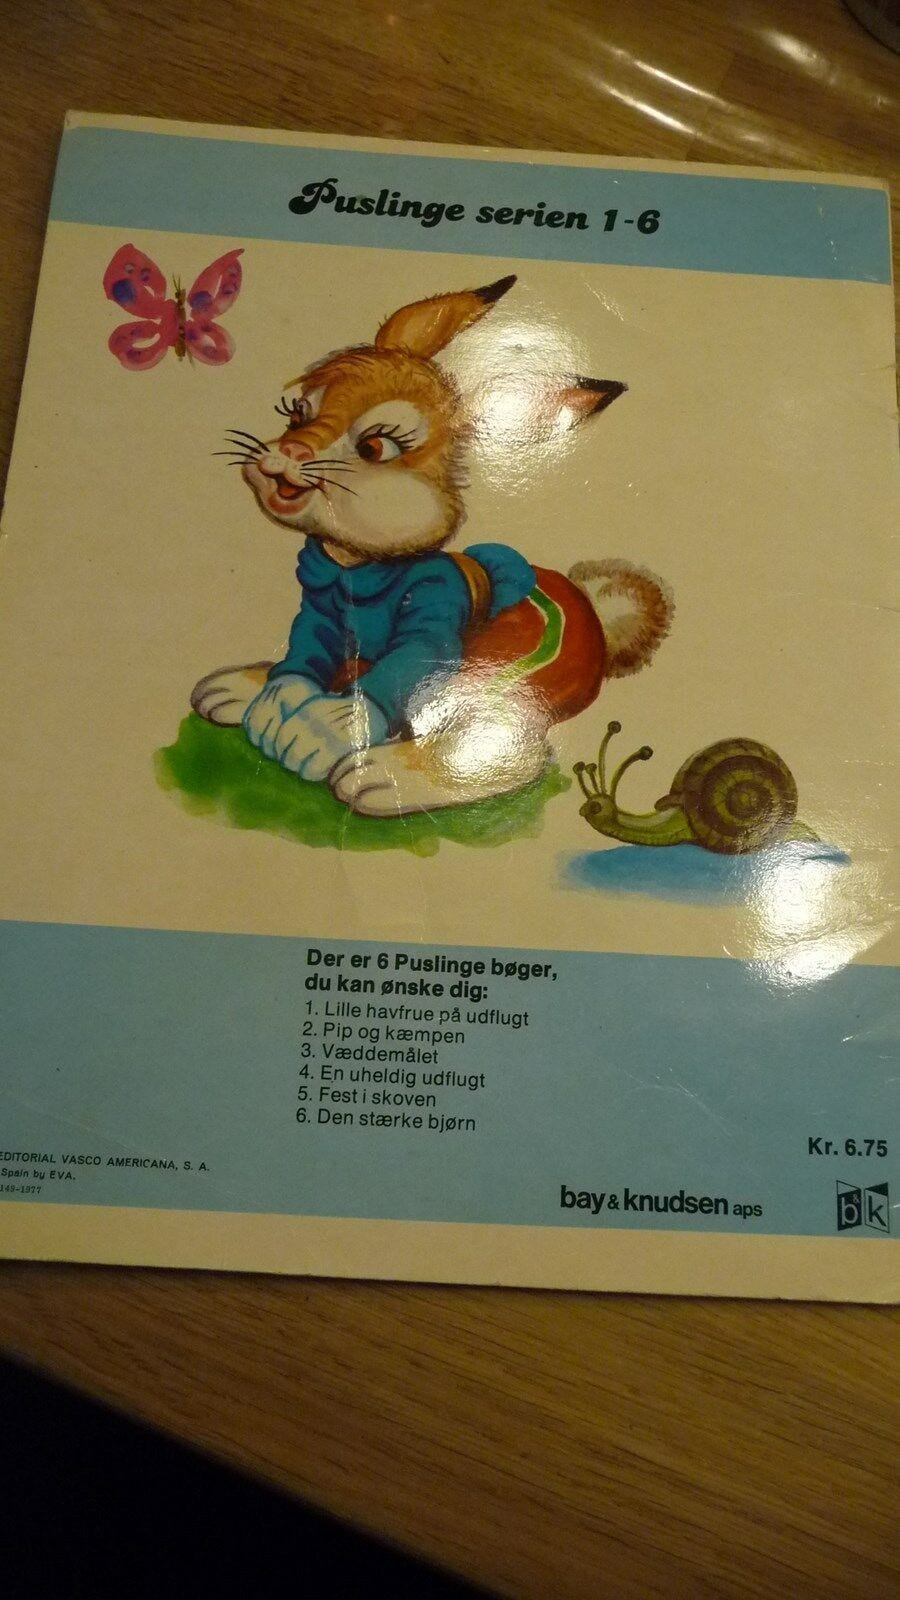 Puslinge serien 1-6
Der er 6 Puslinge bøger,
du kan ønske dig:
1. Lille havfrue på udflugt
2. Pip og kæmpen
3. Væddemålet
4. En uheldig udflugt
5. Fest i skoven
6. Den stærke bjørn
EDITORIAL VASCO AMERICANA, S. A.
Spain by EVA.
149-1977
Kr. 6.75
bay & knudsen aps
b&k